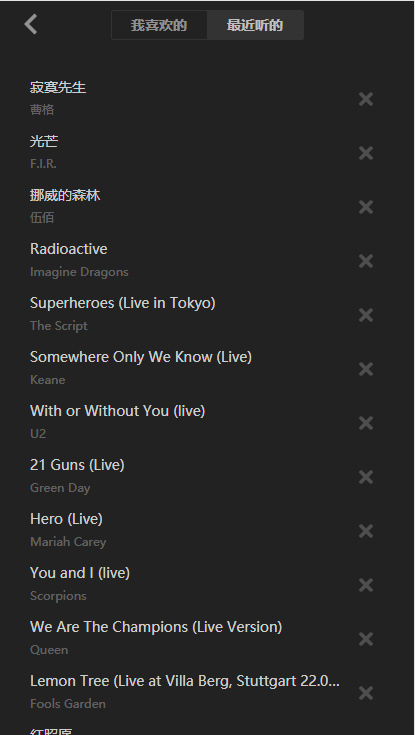 我喜欢的 最近听的
寂寞先生
曹格
光芒
F.I.R.
挪威的森林
伍佰
Radioactive
Imagine Dragons
Superheroes (Live in Tokyo)
The Script
Somewhere Only We Know (Live)
Keane
With or Without You (live)
U2
21 Guns (Live)
Green Day
Hero (Live)
Mariah Carey
You and I (live)
Scorpions
We Are The Champions (Live Version)
Queen
Lemon Tree (Live at Villa Berg, Stuttgart 22.0...
Fools Garden